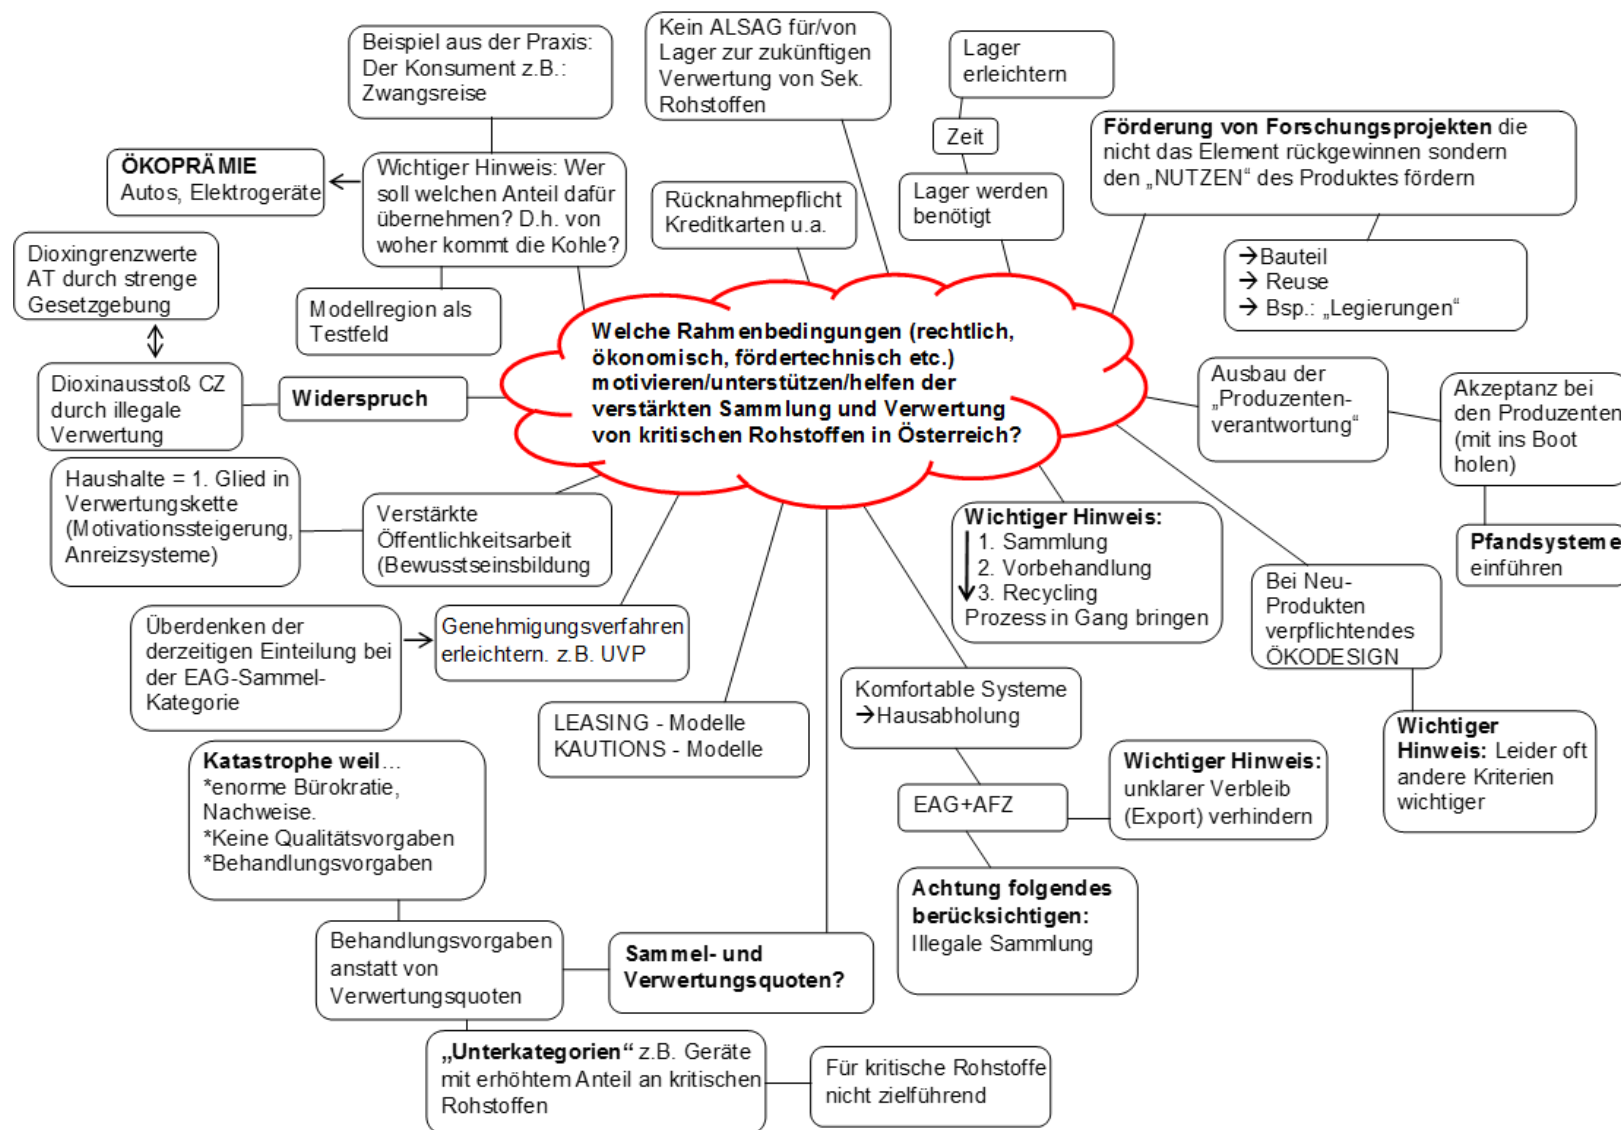 Beispiel aus der Praxis:
Der Konsument z.B.:
Zwangsreise
Kein ALSAG für/von
Lager zur zukünftigen
Verwertung von Sek.
Rohstoffen
Lager
erleichtern
Zeit
Lager werden
benötigt
Förderung von Forschungsprojekten die
nicht das Element rückgewinnen sondern
den „NUTZEN“ des Produktes fördern
→Bauteil
→ Reuse
→ Bsp.: „Legierungen“
ÖKOPRÄMIE
Autos, Elektrogeräte
Wichtiger Hinweis: Wer
soll welchen Anteil dafür
übernehmen? D.h. von
woher kommt die Kohle?
Rücknahmepflicht
Kreditkarten u.a.
Dioxingrenzwerte
AT durch strenge
Gesetzgebung
Modellregion als
Testfeld
Welche Rahmenbedingungen (rechtlich,
ökonomisch, fördertechnisch etc.)
motivieren/unterstützen/helfen der
verstärkten Sammlung und Verwertung
von kritischen Rohstoffen in Österreich?
Dioxinausstoß CZ
durch illegale
Verwertung
Widerspruch
Ausbau der
„Produzenten-
verantwortung“
Akzeptanz bei
den Produzenten
(mit ins Boot
holen)
Pfandsysteme
einführen
Haushalte = 1. Glied in
Verwertungskette
(Motivationssteigerung,
Anreizsysteme)
Verstärkte
Öffentlichkeitsarbeit
(Bewusstseinsbildung
Wichtiger Hinweis:
1. Sammlung
2. Vorbehandlung
3. Recycling
Prozess in Gang bringen
Bei Neu-
Produkten
verpflichtendes
ÖKODESIGN
Wichtiger
Hinweis: Leider oft
andere Kriterien
wichtiger
Überdenken der
derzeitigen Einteilung bei
der EAG-Sammel-
Kategorie
Genehmigungsverfahren
erleichtern. z.B. UVP
LEASING - Modelle
KAUTIONS - Modelle
Komfortable Systeme
→Hausabholung
EAG+AFZ
Wichtiger Hinweis:
unklarer Verbleib
(Export) verhindern
Achtung folgendes
berücksichtigen:
Illegale Sammlung
Katastrophe weil…
*enorme Bürokratie,
Nachweise.
*Keine Qualitätsvorgaben
*Behandlungsvorgaben
Behandlungsvorgaben
anstatt von
Verwertungsquoten
Sammel- und
Verwertungsquoten?
„Unterkategorien“ z.B. Geräte
mit erhöhtem Anteil an kritischen
Rohstoffen
Für kritische Rohstoffe
nicht zielführend